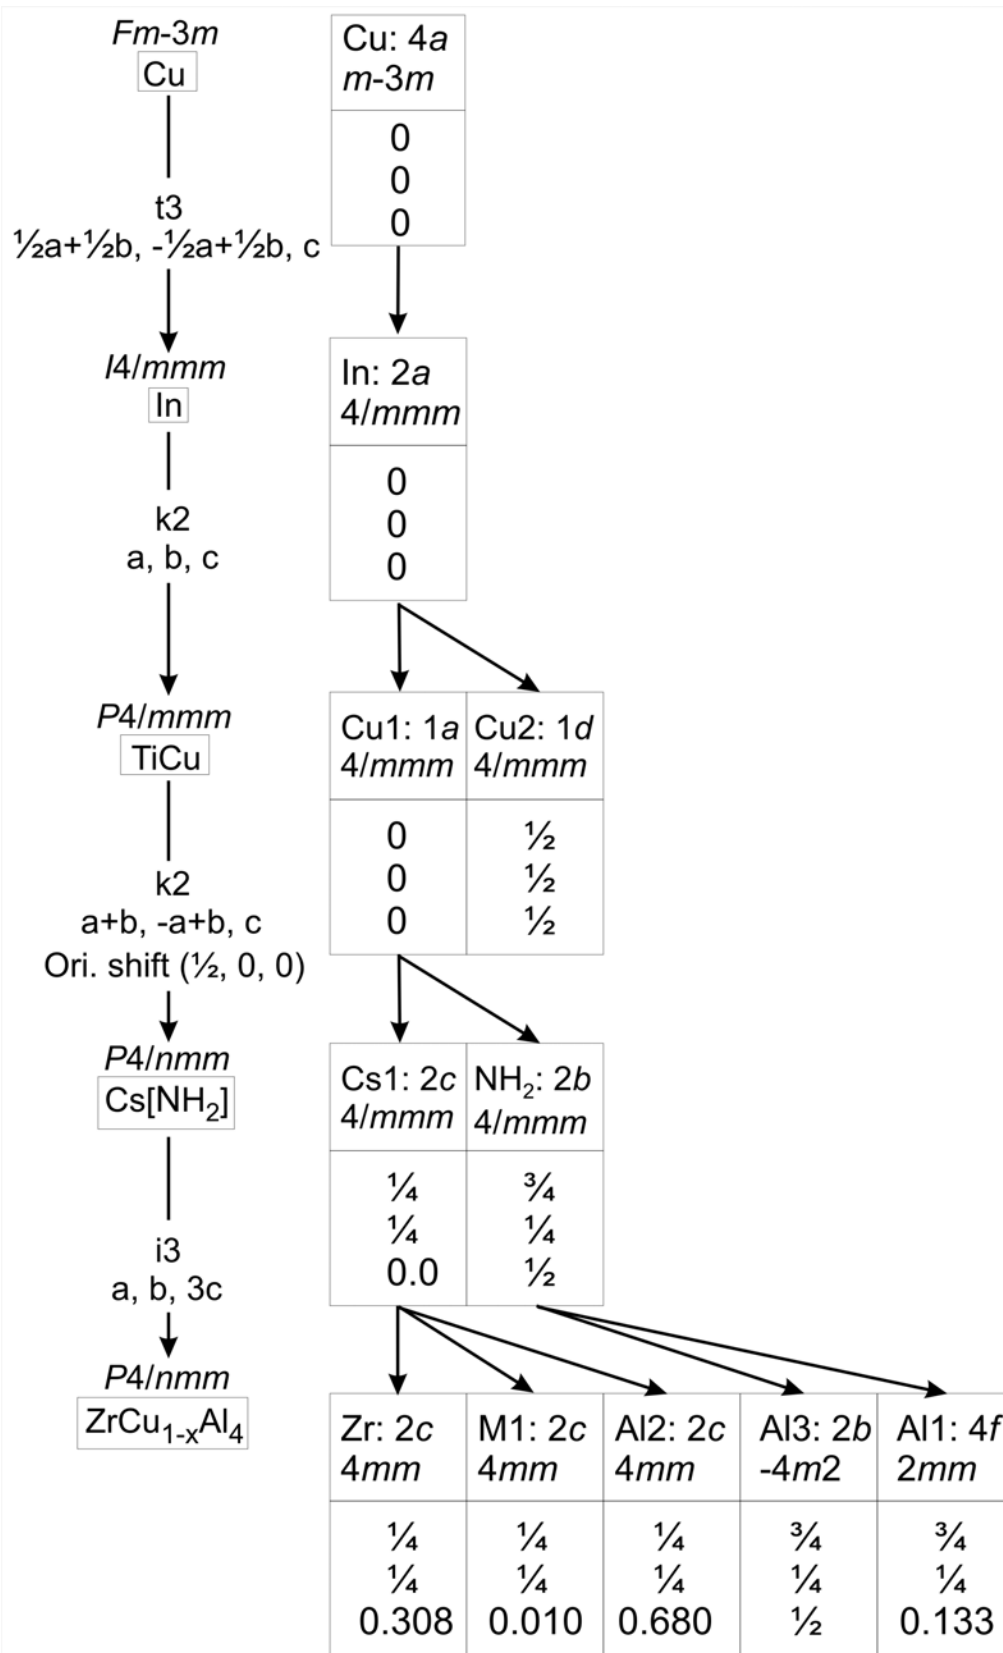 Fm-3m
Cu
Cu: 4a
m-3m
0
0
0
t3
½a+½b, -½a+½b, c
I4/mmm
In
In: 2a
4/mmm
0
0
0
k2
a, b, c
P4/mmm
TiCu
Cu1: 1a Cu2: 1d
4/mmm 4/mmm
0 ½
0 ½
0 ½
k2
a+b, -a+b, c
Ori. shift (½, 0, 0)
P4/nmm
Cs[NH₂]
Cs1: 2c NH₂: 2b
4/mmm 4/mmm
¼ ¾
¼ ¼
0.0 ½
i3
a, b, 3c
P4/nmm
ZrCu₁₋ₓAl₄
Zr: 2c M1: 2c Al2: 2c Al3: 2b Al1: 4f
4mm 4mm 4mm -4m2 2mm
¼ ¼ ¼ ¾ ¾
¼ ¼ ¼ ¼ ¼
0.308 0.010 0.680 ½ 0.133